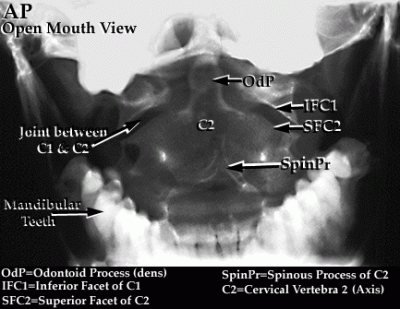 AP
Open Mouth View
OdP
IFC1
Joint between
C1 & C2
C2
SFC2
SpinPr
Mandibular
Teeth
OdP=Odontoid Process (dens)
IFC1=Inferior Facet of C1
SFC2=Superior Facet of C2
SpinPr=Spinous Process of C2
C2=Cervical Vertebra 2 (Axis)